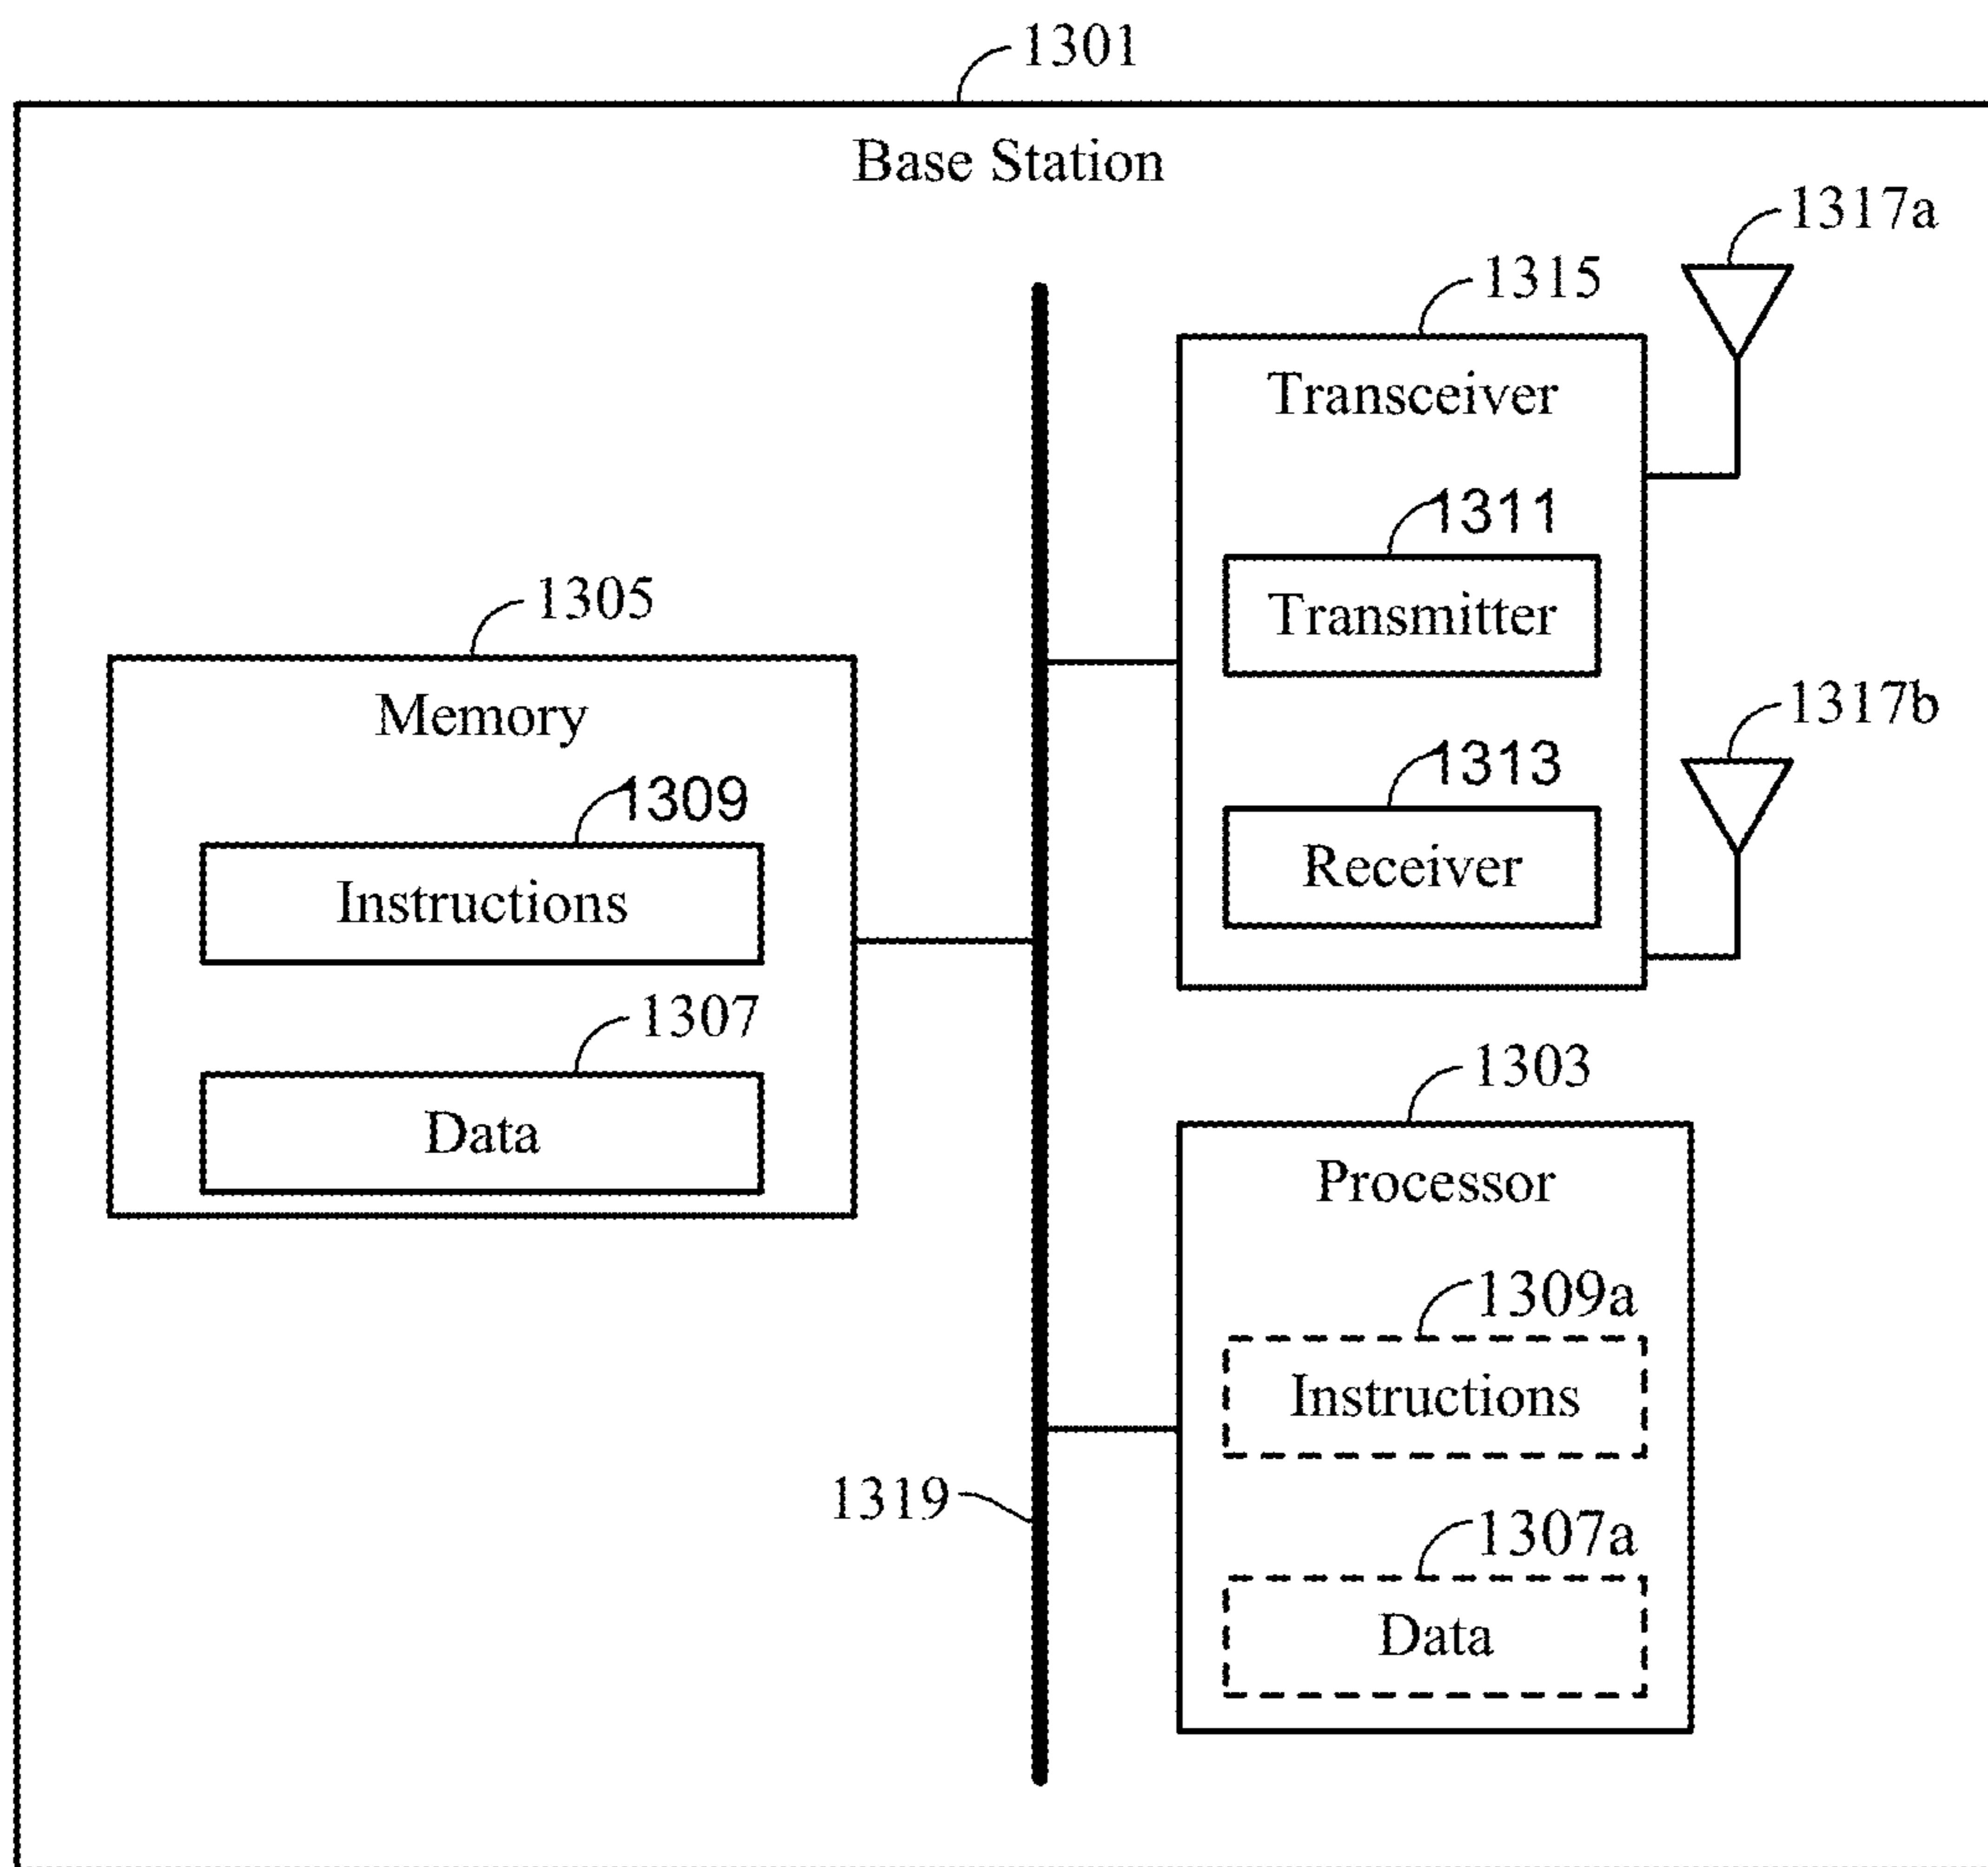 1301
Base Station
1317a
1315
Transceiver
1311
Transmitter
1317b
1313
Receiver
1305
Memory
1309
Instructions
1307
Data
1303
Processor
1309a
Instructions
1319
1307a
Data